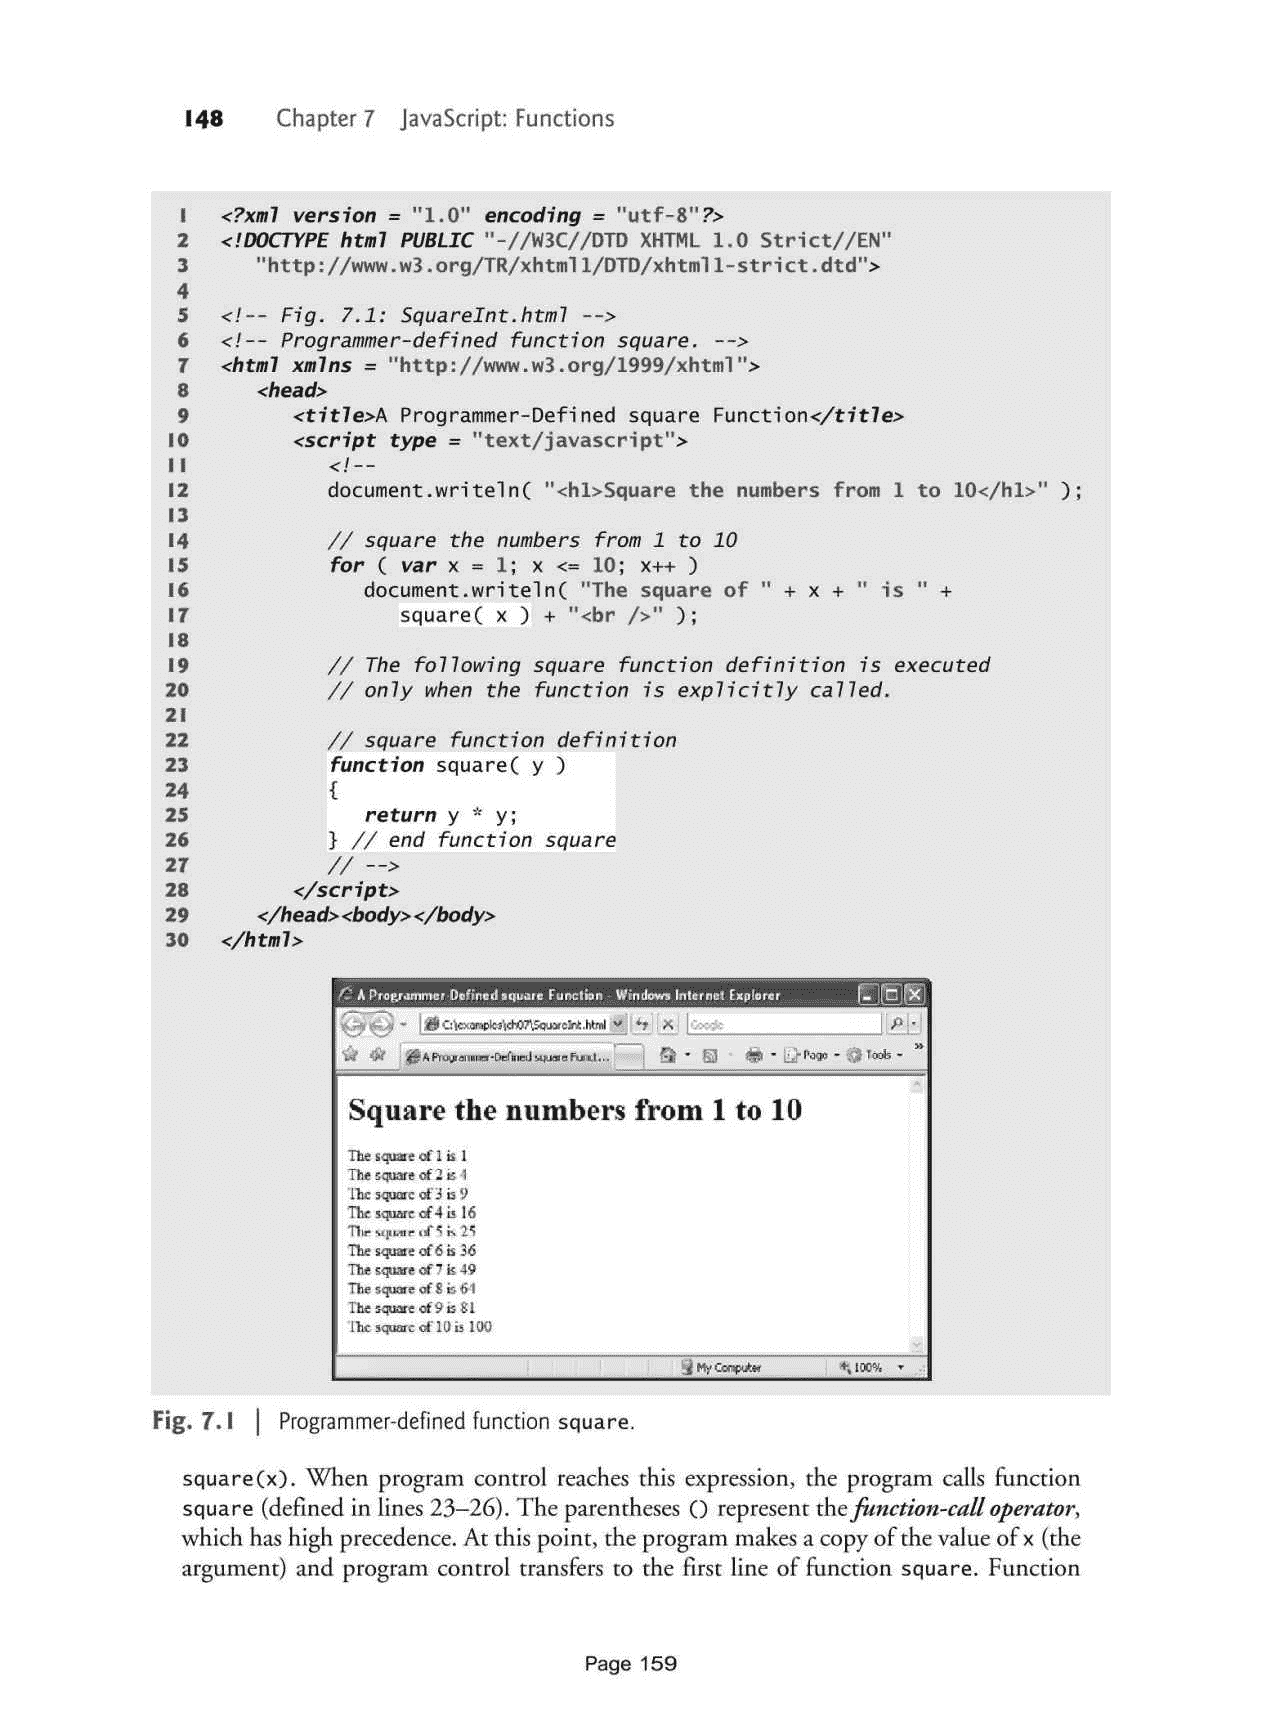 148 Chapter 7 JavaScript: Functions
1 <?xml version = "1.0" encoding = "utf-8"?>
2 <!DOCTYPE html PUBLIC "-//W3C//DTD XHTML 1.0 Strict//EN"
3 "http://www.w3.org/TR/xhtml1/DTD/xhtml1-strict.dtd">
4
5 <!-- Fig. 7.1: SquareInt.html -->
6 <!-- Programmer-defined function square. -->
7 <html xmlns = "http://www.w3.org/1999/xhtml">
8 <head>
9 <title>A Programmer-Defined square Function</title>
10 <script type = "text/javascript">
11 <!--
12 document.writeln( "<h1>Square the numbers from 1 to 10</h1>" );
13
14 // square the numbers from 1 to 10
15 for ( var x = 1; x <= 10; x++ )
16 document.writeln( "The square of " + x + " is " +
17 square( x ) + "<br />" );
18
19 // The following square function definition is executed
20 // only when the function is explicitly called.
21
22 // square function definition
23 function square( y )
24 {
25 return y * y;
26 } // end function square
27 // -->
28 </script>
29 </head><body></body>
30 </html>
A Programmer-Defined square Function - Windows Internet Explorer
C:\examples\ch07\SquareInt.html Google
A Programmer-Defined square Funct... Page Tools »
Square the numbers from 1 to 10
The square of 1 is 1
The square of 2 is 4
The square of 3 is 9
The square of 4 is 16
The square of 5 is 25
The square of 6 is 36
The square of 7 is 49
The square of 8 is 64
The square of 9 is 81
The square of 10 is 100
My Computer 100%
Fig. 7.1 | Programmer-defined function square.
square(x). When program control reaches this expression, the program calls function
square (defined in lines 23–26). The parentheses () represent the function-call operator,
which has high precedence. At this point, the program makes a copy of the value of x (the
argument) and program control transfers to the first line of function square. Function
Page 159